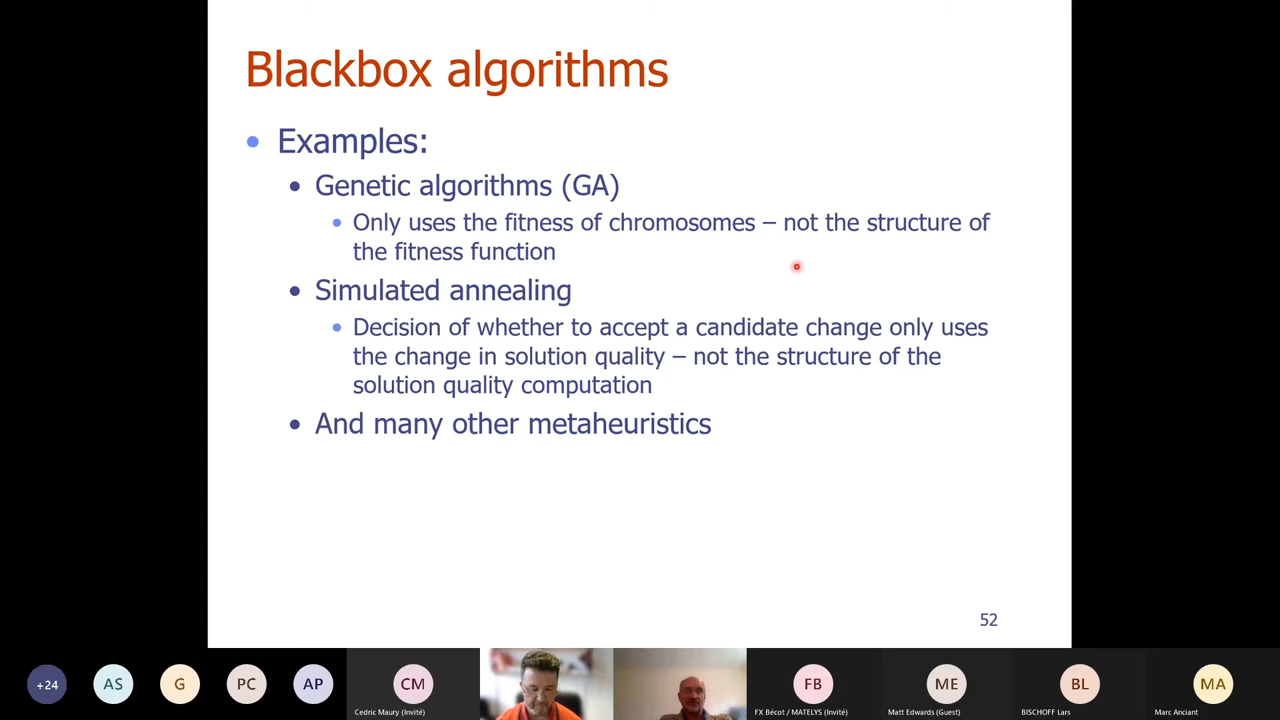 Blackbox algorithms
Examples:
Genetic algorithms (GA)
Only uses the fitness of chromosomes – not the structure of
the fitness function
Simulated annealing
Decision of whether to accept a candidate change only uses
the change in solution quality – not the structure of the
solution quality computation
And many other metaheuristics
52
+24
AS
G
PC
AP
CM
FB
ME
BL
MA
Cedric Maury (Invité)
FX Bécot / MATELYS (Invité)
Matt Edwards (Guest)
BISCHOFF Lars
Marc Anciant